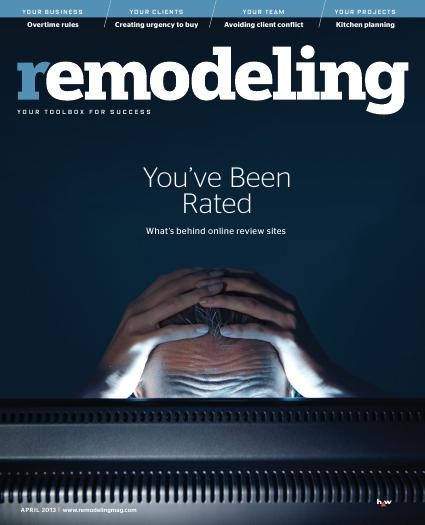 YOUR BUSINESS
Overtime rules
YOUR CLIENTS
Creating urgency to buy
YOUR TEAM
Avoiding client conflict
YOUR PROJECTS
Kitchen planning
remodeling
YOUR TOOLBOX FOR SUCCESS
You've Been
Rated
What's behind online review sites
hw
APRIL 2013 | www.remodelingmag.com